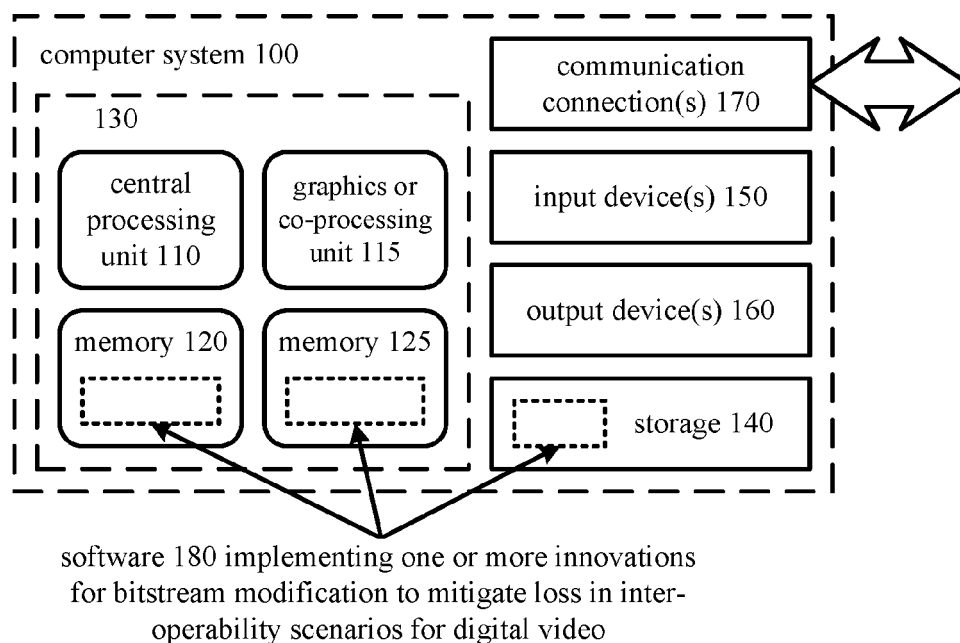 computer system 100
130
central
processing
unit 110
graphics or
co-processing
unit 115
memory 120
memory 125
communication
connection(s) 170
input device(s) 150
output device(s) 160
storage 140
software 180 implementing one or more innovations
for bitstream modification to mitigate loss in inter-
operability scenarios for digital video